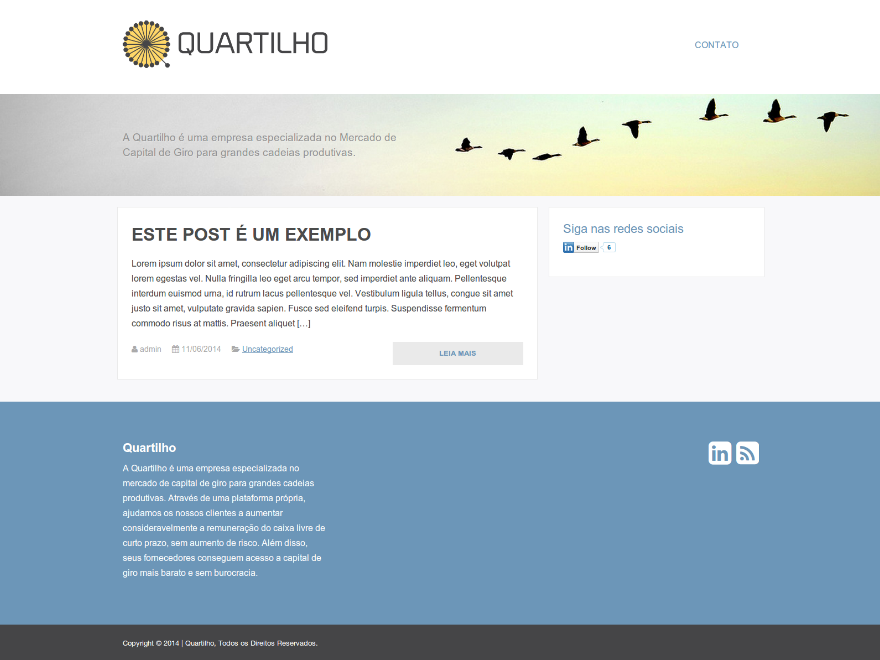 QUARTILHO
CONTATO
A Quartilho é uma empresa especializada no Mercado de
Capital de Giro para grandes cadeias produtivas.
ESTE POST É UM EXEMPLO
Lorem ipsum dolor sit amet, consectetur adipiscing elit. Nam molestie imperdiet leo, eget volutpat
lorem egestas vel. Nulla fringilla leo eget arcu tempor, sed imperdiet ante aliquam. Pellentesque
interdum euismod urna, id rutrum lacus pellentesque vel. Vestibulum ligula tellus, congue sit amet
justo sit amet, vulputate gravida sapien. Fusce sed eleifend turpis. Suspendisse fermentum
commodo risus at mattis. Praesent aliquet […]
admin 11/06/2014 Uncategorized
LEIA MAIS
Siga nas redes sociais
in Follow 6
Quartilho
A Quartilho é uma empresa especializada no
mercado de capital de giro para grandes cadeias
produtivas. Através de uma plataforma própria,
ajudamos os nossos clientes a aumentar
consideravelmente a remuneração do caixa livre de
curto prazo, sem aumento de risco. Além disso,
seus fornecedores conseguem acesso a capital de
giro mais barato e sem burocracia.
in
Copyright © 2014 | Quartilho, Todos os Direitos Reservados.